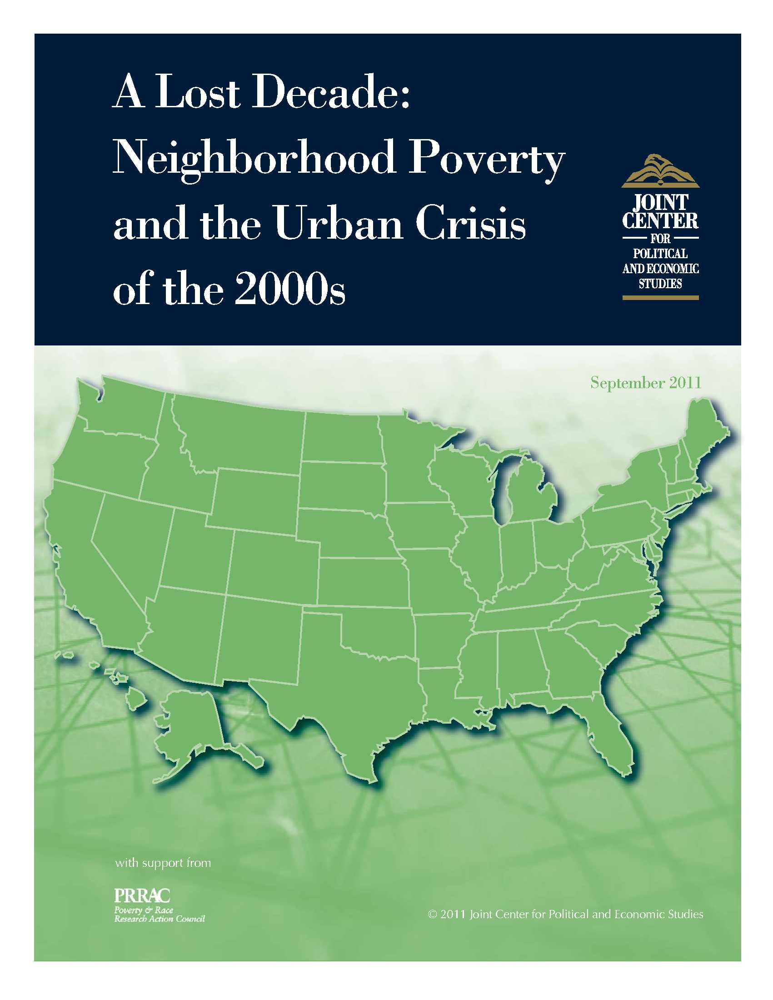 A Lost Decade:
Neighborhood Poverty
and the Urban Crisis
of the 2000s
JOINT
CENTER
FOR
POLITICAL
AND ECONOMIC
STUDIES
September 2011
with support from
PRRAC
Poverty & Race
Research Action Council
© 2011 Joint Center for Political and Economic Studies